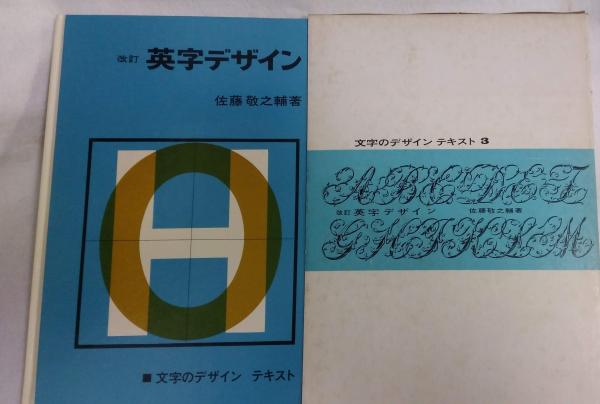 改訂 英字デザイン
佐藤敬之輔著
■ 文字のデザイン テキスト
文字のデザイン テキスト 3
ABCDEF
改訂 英字デザイン 佐藤敬之輔著
GHIJKLM